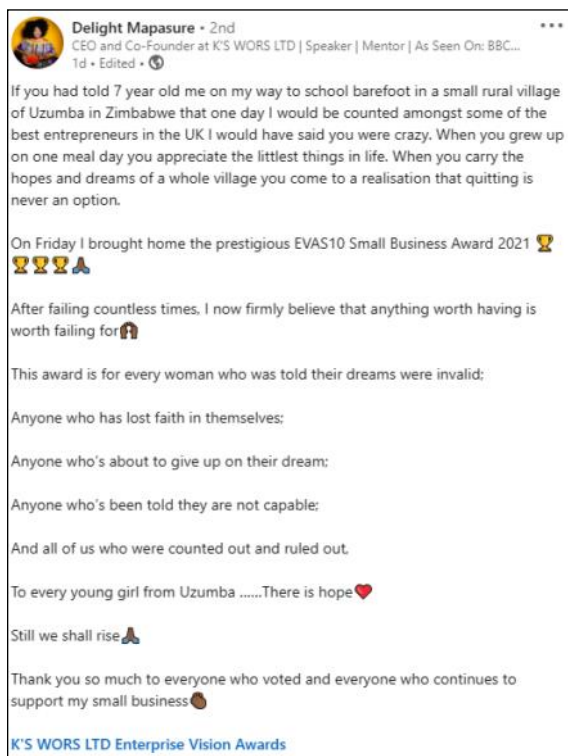 Delight Mapasure • 2nd
CEO and Co-Founder at K'S WORS LTD | Speaker | Mentor | As Seen On: BBC...
1d • Edited •
If you had told 7 year old me on my way to school barefoot in a small rural village
of Uzumba in Zimbabwe that one day I would be counted amongst some of the
best entrepreneurs in the UK I would have said you were crazy. When you grew up
on one meal day you appreciate the littlest things in life. When you carry the
hopes and dreams of a whole village you come to a realisation that quitting is
never an option.
On Friday I brought home the prestigious EVAS10 Small Business Award 2021 🏆
🏆🏆🏆🙏🏾
After failing countless times, I now firmly believe that anything worth having is
worth failing for
This award is for every woman who was told their dreams were invalid;
Anyone who has lost faith in themselves;
Anyone who's about to give up on their dream;
Anyone who's been told they are not capable;
And all of us who were counted out and ruled out.
To every young girl from Uzumba ......There is hope❤️
Still we shall rise🙏🏾
Thank you so much to everyone who voted and everyone who continues to
support my small business
K'S WORS LTD Enterprise Vision Awards